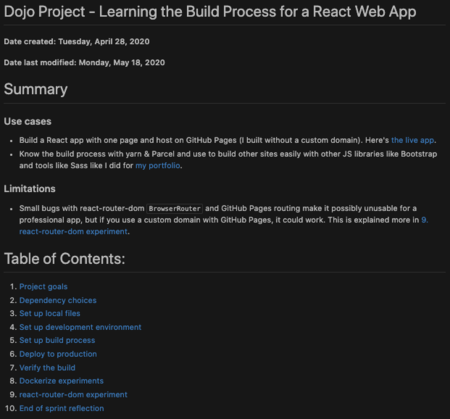 Dojo Project - Learning the Build Process for a React Web App
Date created: Tuesday, April 28, 2020
Date last modified: Monday, May 18, 2020
Summary
Use cases
• Build a React app with one page and host on GitHub Pages (I built without a custom domain). Here's the live app.
• Know the build process with yarn & Parcel and use to build other sites easily with other JS libraries like Bootstrap
and tools like Sass like I did for my portfolio.
Limitations
• Small bugs with react-router-dom BrowserRouter and GitHub Pages routing make it possibly unusable for a
professional app, but if you use a custom domain with GitHub Pages, it could work. This is explained more in 9.
react-router-dom experiment.
Table of Contents:
1. Project goals
2. Dependency choices
3. Set up local files
4. Set up development environment
5. Set up build process
6. Deploy to production
7. Verify the build
8. Dockerize experiments
9. react-router-dom experiment
10. End of sprint reflection